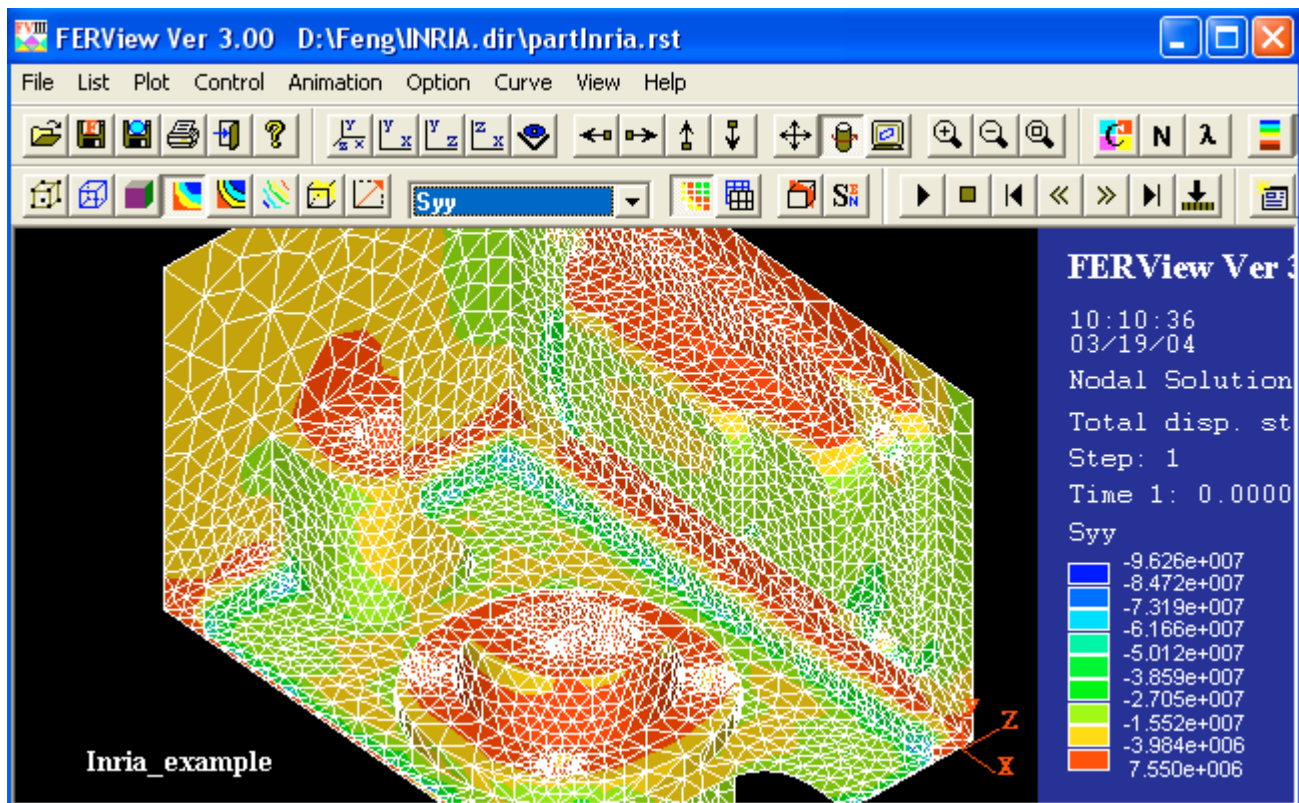 FERView Ver 3.00 D:\Feng\INRIA.dir\partInria.rst
File List Plot Control Animation Option Curve View Help
N λ
Syy
FERView Ver
10:10:36
03/19/04
Nodal Solution
Total disp. st
Step: 1
Time 1: 0.0000
Syy
-9.626e+007
-8.472e+007
-7.319e+007
-6.166e+007
-5.012e+007
-3.859e+007
-2.705e+007
-1.552e+007
-3.984e+006
7.550e+006
Z
X
Inria_example